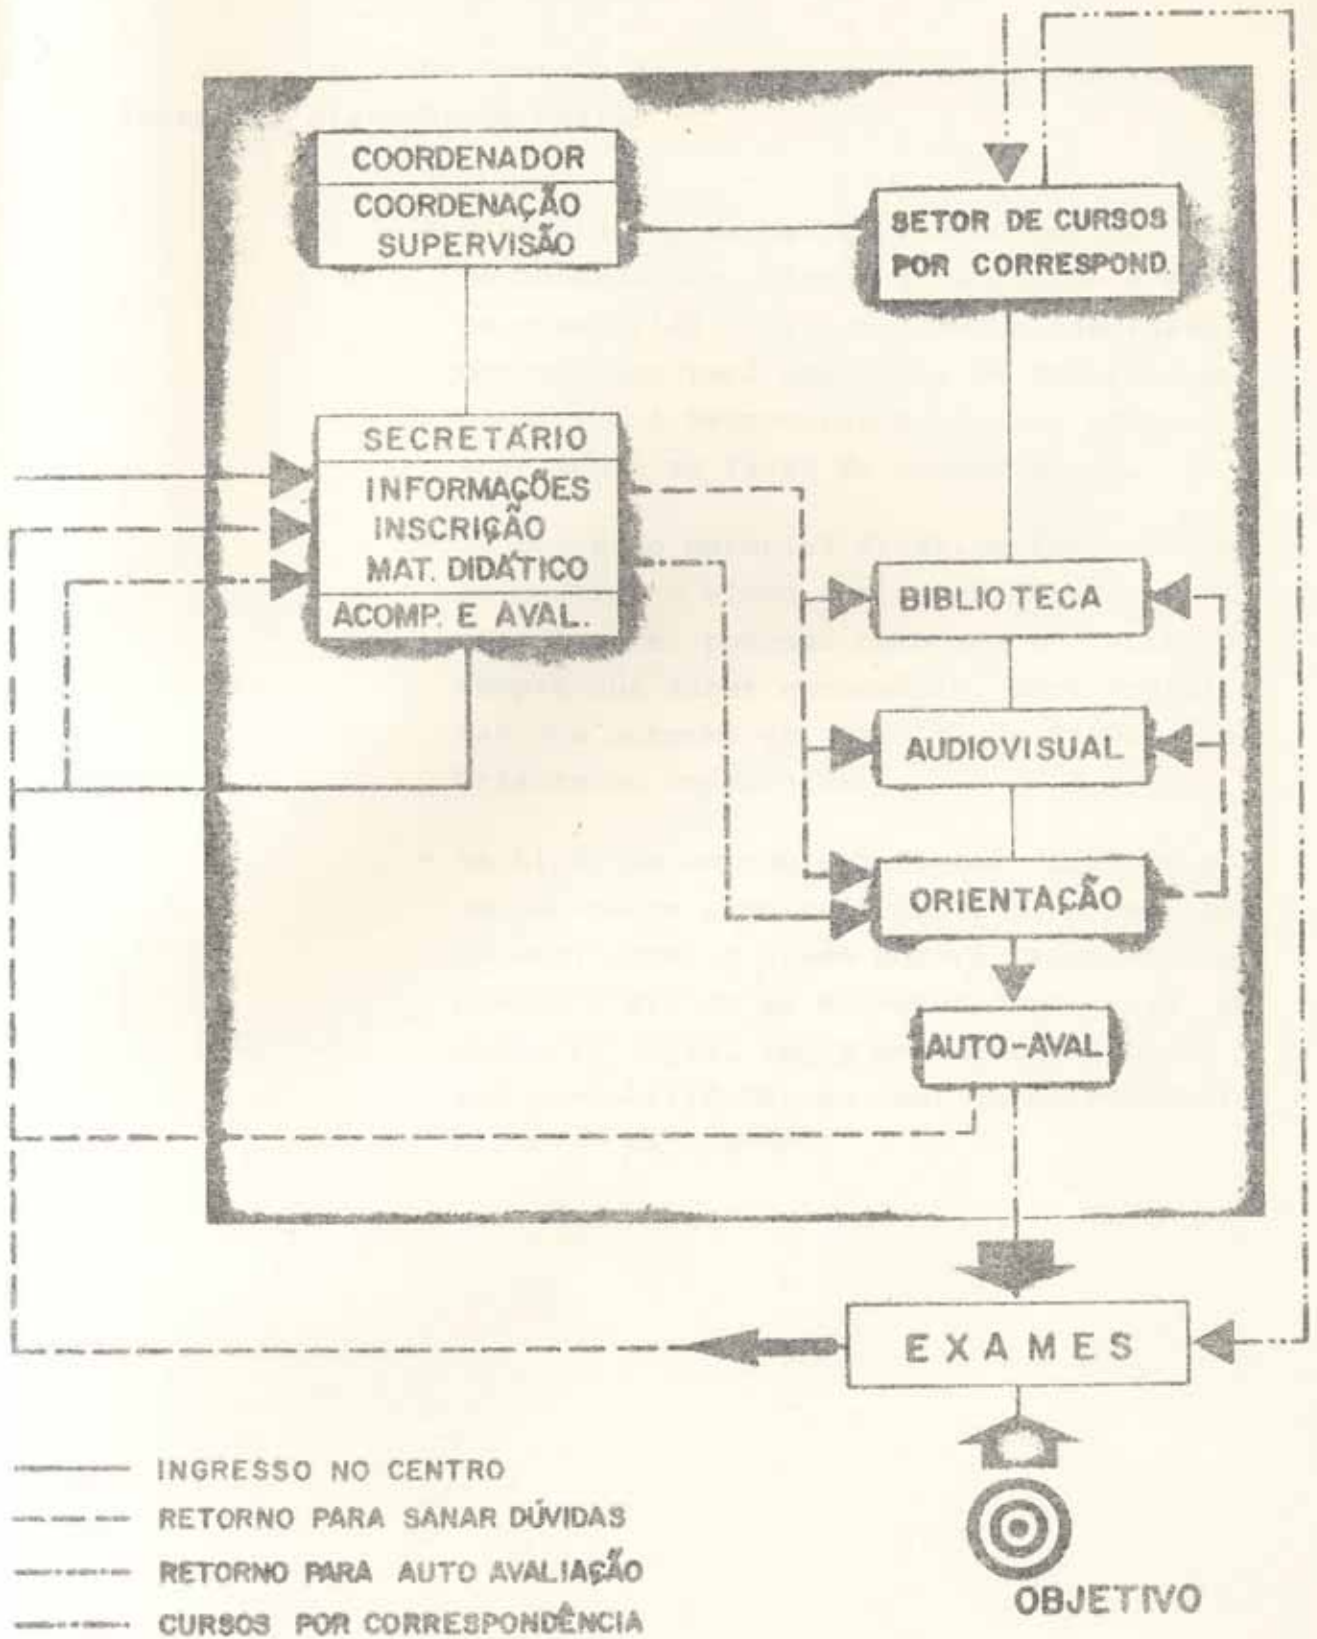 COORDENADOR
COORDENAÇÃO
SUPERVISÃO
SETOR DE CURSOS
POR CORRESPOND.
SECRETÁRIO
INFORMAÇÕES
INSCRIÇÃO
MAT. DIDÁTICO
ACOMP. E AVAL.
BIBLIOTECA
AUDIOVISUAL
ORIENTAÇÃO
AUTO-AVAL.
EXAMES
OBJETIVO
INGRESSO NO CENTRO
RETORNO PARA SANAR DÚVIDAS
RETORNO PARA AUTO AVALIAÇÃO
CURSOS POR CORRESPONDÊNCIA